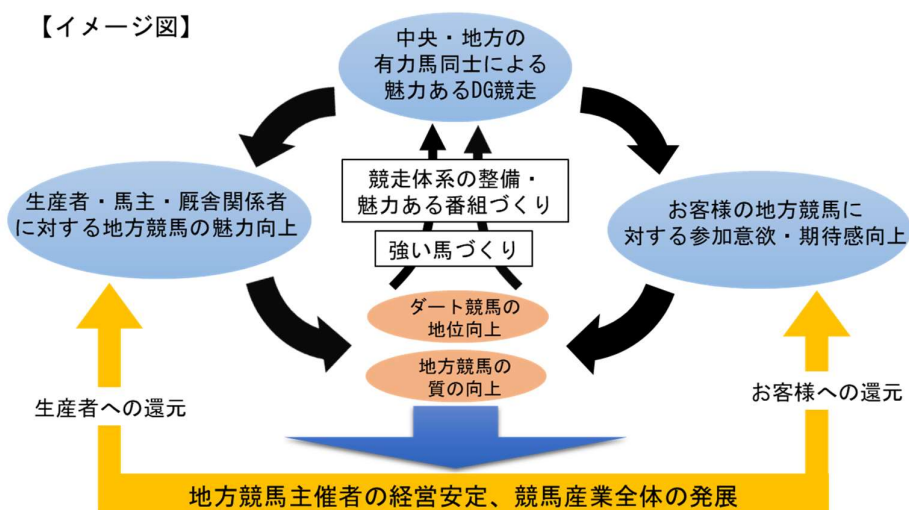 【イメージ図】
中央・地方の
有力馬同士による
魅力あるDG競走
競走体系の整備・
魅力ある番組づくり
強い馬づくり
生産者・馬主・厩舎関係者
に対する地方競馬の魅力向上
お客様の地方競馬に
対する参加意欲・期待感向上
ダート競馬の
地位向上
地方競馬の
質の向上
生産者への還元
お客様への還元
地方競馬主催者の経営安定、競馬産業全体の発展